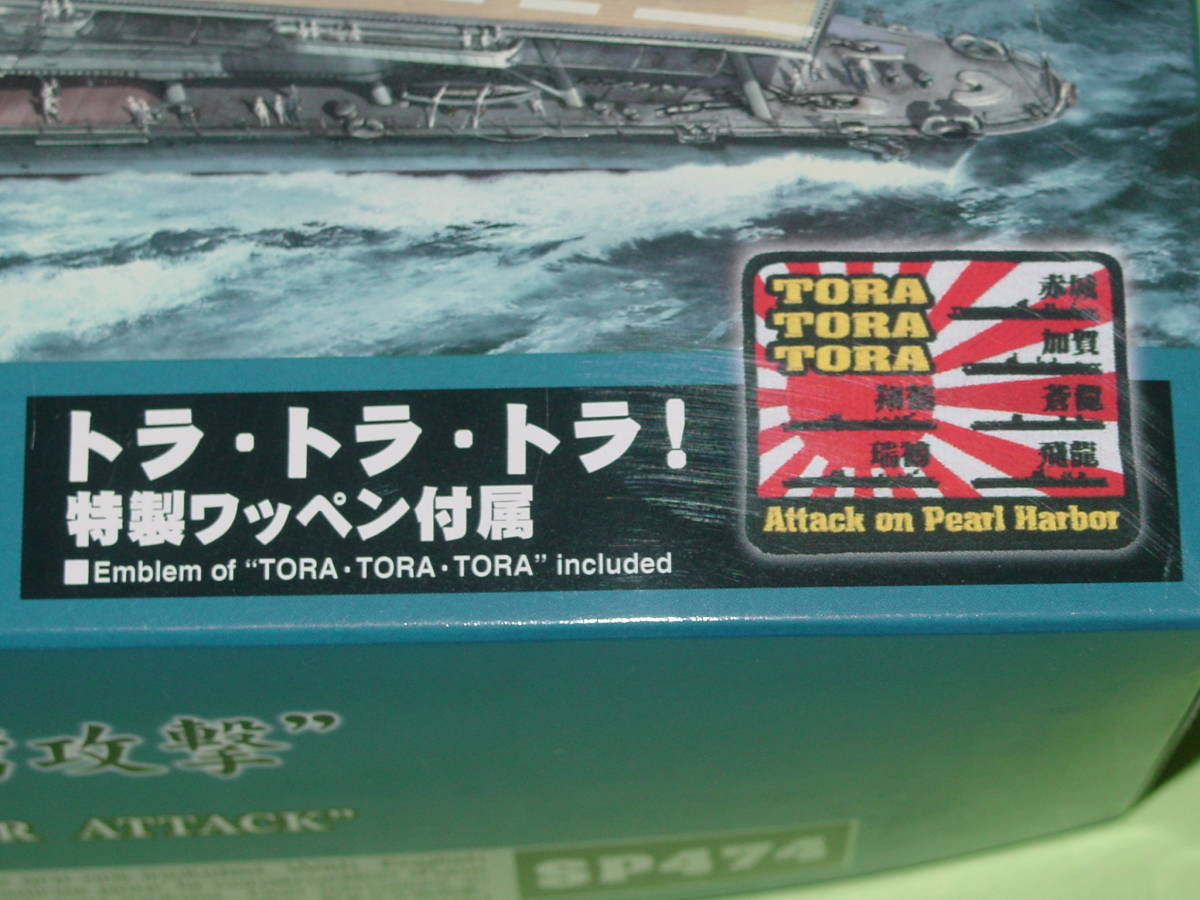 TORA
TORA
TORA
赤城
加賀
翔鶴
蒼龍
瑞鶴
飛龍
Attack on Pearl Harbor
トラ・トラ・トラ!
特製ワッペン付属
■Emblem of “TORA・TORA・TORA” included
攻撃”
R ATTACK”
SP474